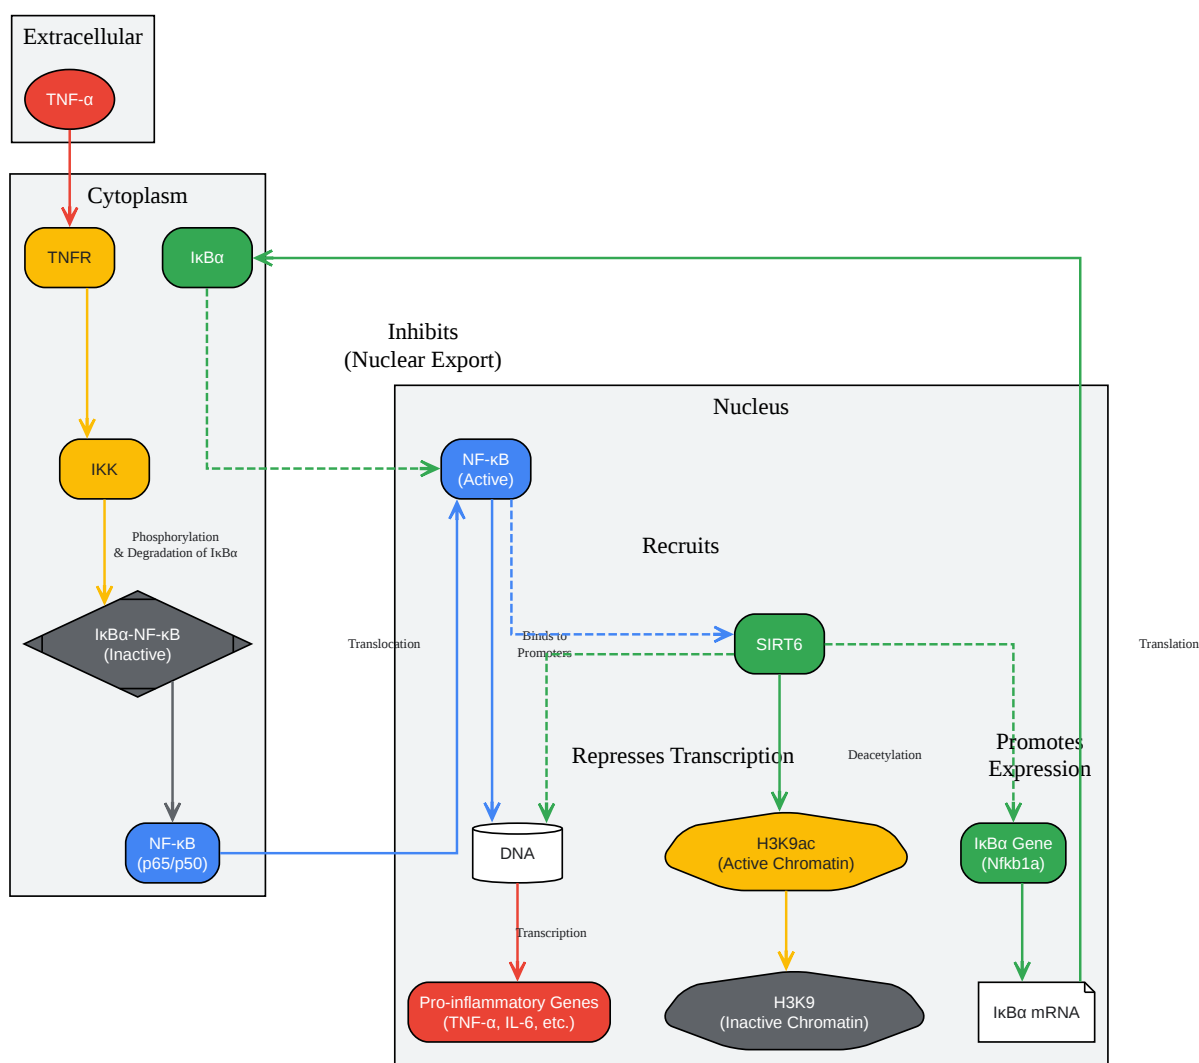 Extracellular
TNF-α
Cytoplasm
TNFR
IκBα
Inhibits
(Nuclear Export)
Nucleus
IKK
NF-κB
(Active)
Phosphorylation
& Degradation of IκBα
Recruits
IκBα-NF-κB
(Inactive)
Translocation
Binds to
Promoters
SIRT6
Translation
Represses Transcription
Deacetylation
Promotes
Expression
NF-κB
(p65/p50)
DNA
H3K9ac
(Active Chromatin)
IκBα Gene
(Nfkb1a)
Transcription
Pro-inflammatory Genes
(TNF-α, IL-6, etc.)
H3K9
(Inactive Chromatin)
IκBα mRNA